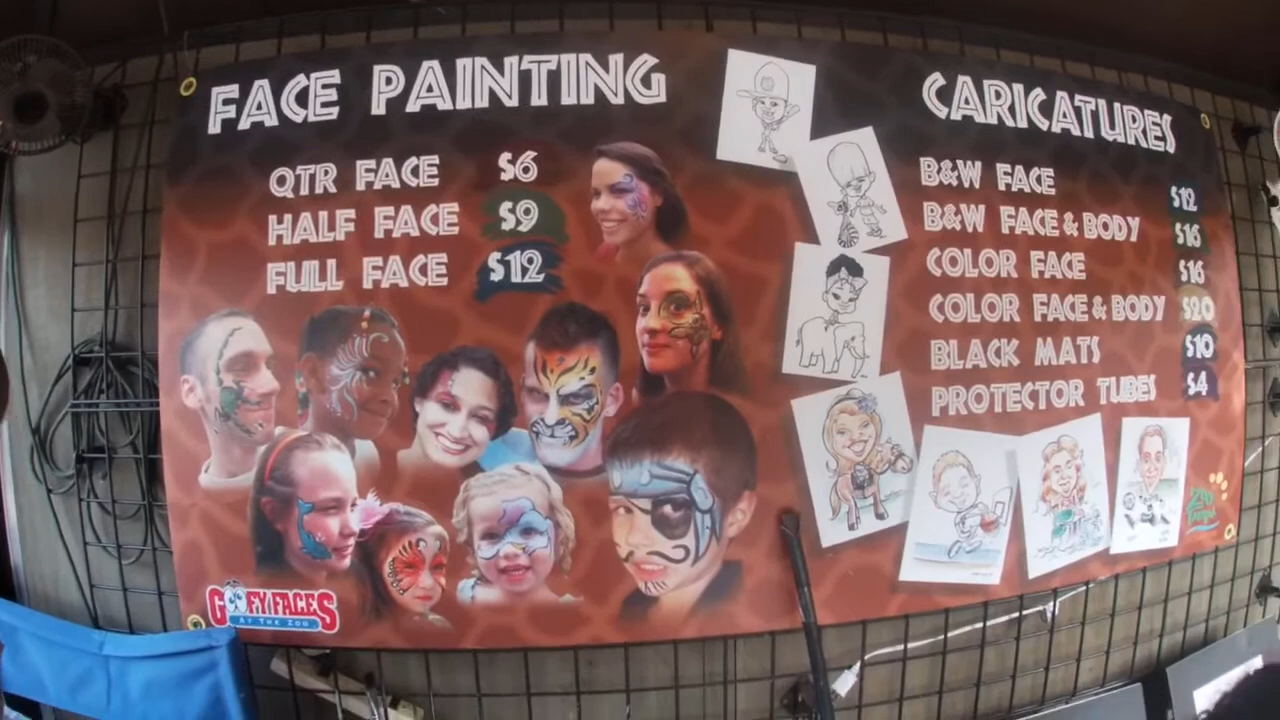 FACE PAINTING
QTR FACE $6
HALF FACE $9
FULL FACE $12
CARICATURES
B&W FACE $12
B&W FACE & BODY $16
COLOR FACE $16
COLOR FACE & BODY $20
BLACK MATS $10
PROTECTOR TUBES $4
GOOFY FACES
AT THE ZOO
ZOO